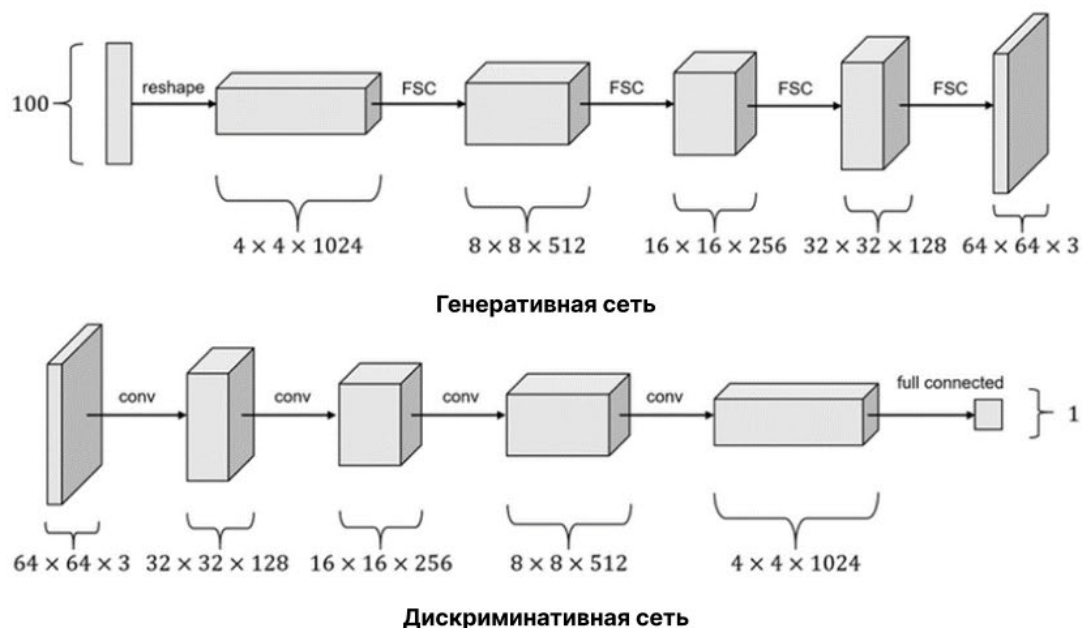 100
reshape
FSC
FSC
FSC
FSC
4 × 4 × 1024
8 × 8 × 512
16 × 16 × 256
32 × 32 × 128
64 × 64 × 3
Генеративная сеть
conv
conv
conv
conv
full connected
1
64 × 64 × 3
32 × 32 × 128
16 × 16 × 256
8 × 8 × 512
4 × 4 × 1024
Дискриминативная сеть